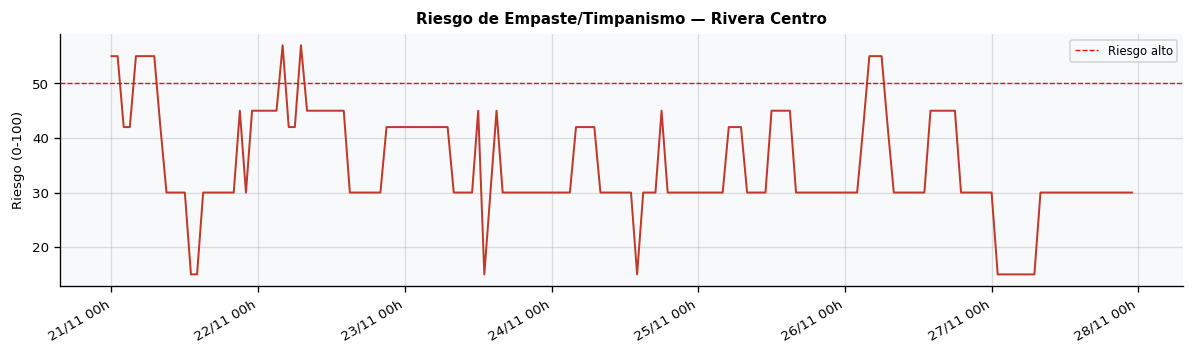 Riesgo de Empaste/Timpanismo — Rivera Centro
Riesgo alto
Riesgo (0-100)
50
40
30
20
21/11 00h
22/11 00h
23/11 00h
24/11 00h
25/11 00h
26/11 00h
27/11 00h
28/11 00h